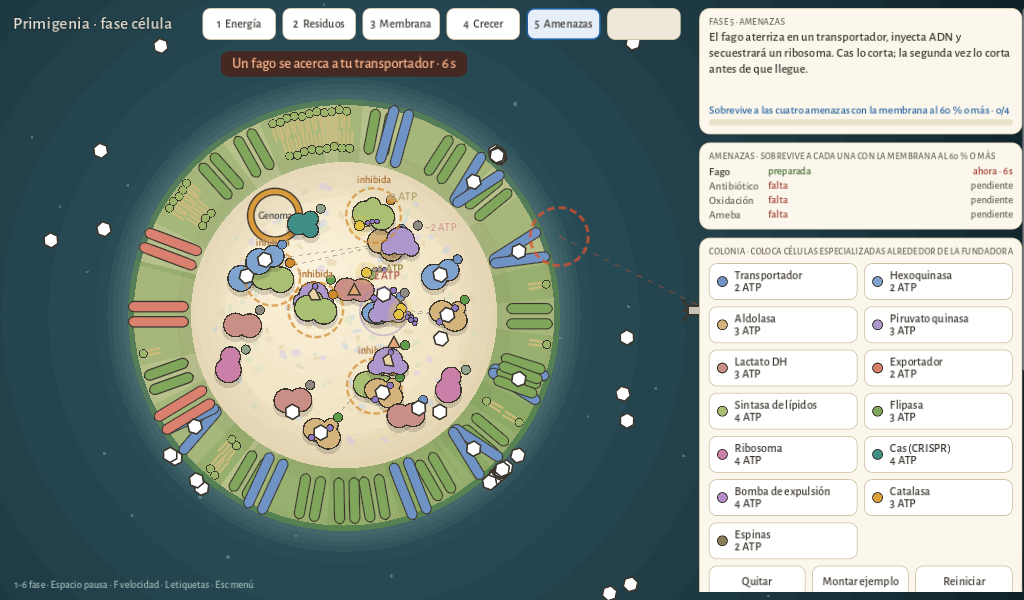 Primigenia · fase célula
1 Energía
2 Residuos
3 Membrana
4 Crecer
5 Amenazas
Un fago se acerca a tu transportador · 6 s
FASE 5 · AMENAZAS
El fago aterriza en un transportador, inyecta ADN y
secuestrará un ribosoma. Cas lo corta; la segunda vez lo corta
antes de que llegue.
Sobrevive a las cuatro amenazas con la membrana al 60 % o más · 0/4
AMENAZAS · SOBREVIVE A CADA UNA CON LA MEMBRANA AL 60 % O MÁS
Fago preparada ahora · 6s
Antibiótico falta pendiente
Oxidación falta pendiente
Ameba falta pendiente
COLONIA · COLOCA CÉLULAS ESPECIALIZADAS ALREDEDOR DE LA FUNDADORA
Transportador
2 ATP
Hexoquinasa
2 ATP
Aldolasa
3 ATP
Piruvato quinasa
3 ATP
Lactato DH
3 ATP
Exportador
2 ATP
Sintasa de lípidos
4 ATP
Flipasa
3 ATP
Ribosoma
4 ATP
Cas (CRISPR)
4 ATP
Bomba de expulsión
4 ATP
Catalasa
3 ATP
Espinas
2 ATP
Quitar
Montar ejemplo
Reiniciar
inhibida
Genoma
-2 ATP
inhibida
1-6 fase · Espacio pausa · F velocidad · L etiquetas · Esc menú